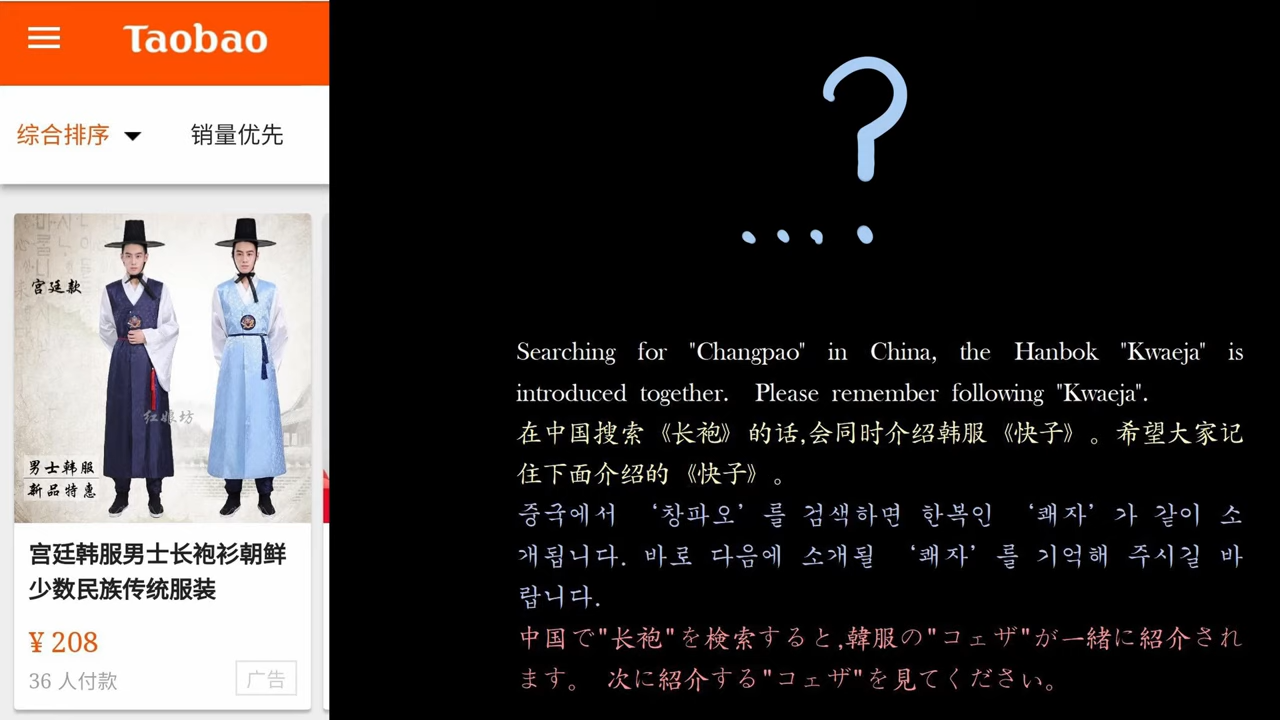 Taobao
综合排序
销量优先
宫廷款
红娘坊
男士韩服
新品特惠
宫廷韩服男士长袍衫朝鲜
少数民族传统服装
¥ 208
36 人付款
广告
?
....
Searching for "Changpao" in China, the Hanbok "Kwaeja" is
introduced together. Please remember following "Kwaeja".
在中国搜索《长袍》的话,会同时介绍韩服《快子》。希望大家记
住下面介绍的《快子》。
중국에서 ‘창파오’를 검색하면 한복인 ‘쾌자’가 같이 소
개됩니다. 바로 다음에 소개될 ‘쾌자’를 기억해 주시길 바
랍니다.
中国で"长袍"を検索すると,韓服の"コェザ"が一緒に紹介され
ます。 次に紹介する"コェザ"を見てください。